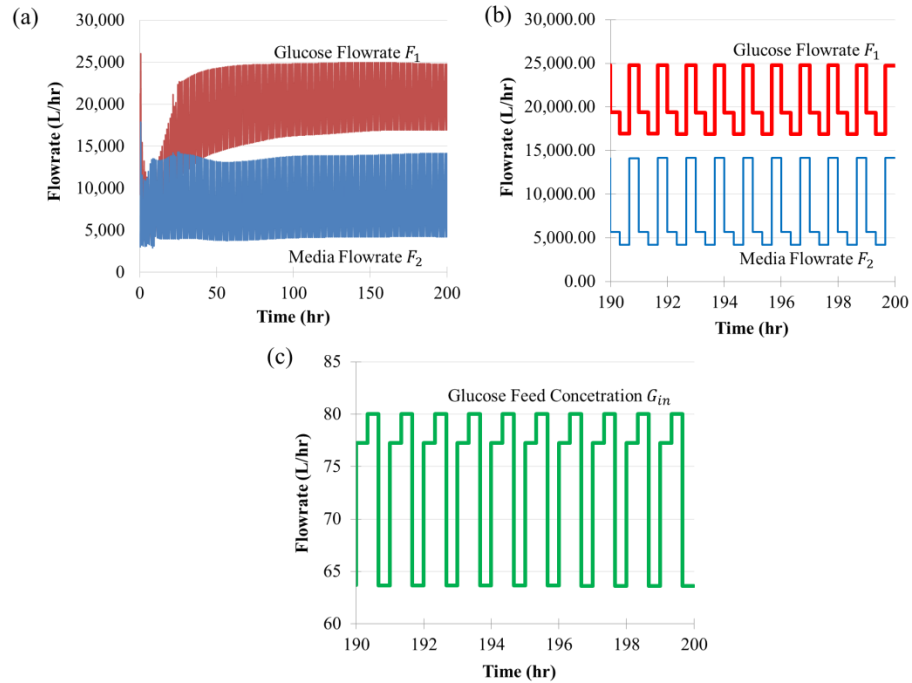 (a)
30,000
25,000
20,000
15,000
10,000
5,000
0
Flowrate (L/hr)
Glucose Flowrate F₁
Media Flowrate F₂
0 50 100 150 200
Time (hr)
(b)
30,000.00
25,000.00
20,000.00
15,000.00
10,000.00
5,000.00
0.00
Flowrate (L/hr)
Glucose Flowrate F₁
Media Flowrate F₂
190 192 194 196 198 200
Time (hr)
(c)
85
80
75
70
65
60
Flowrate (L/hr)
Glucose Feed Concetration G_in
190 192 194 196 198 200
Time (hr)